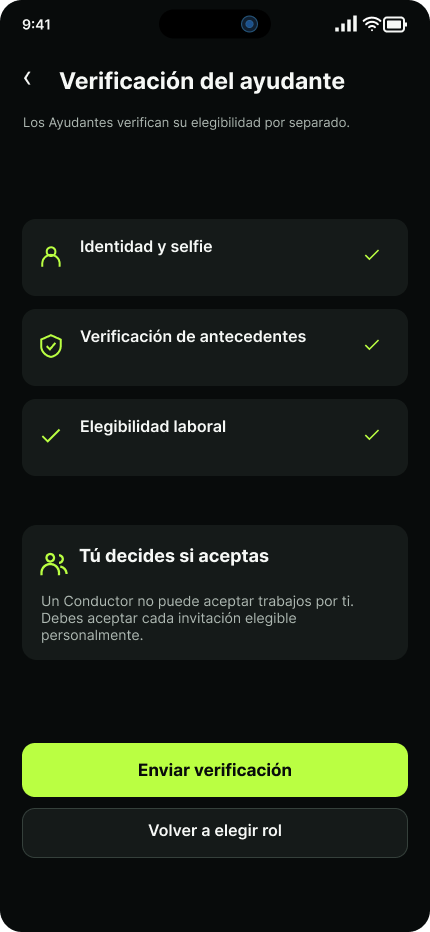 9:41
Verificación del ayudante
Los Ayudantes verifican su elegibilidad por separado.
Identidad y selfie
Verificación de antecedentes
Elegibilidad laboral
Tú decides si aceptas
Un Conductor no puede aceptar trabajos por ti.
Debes aceptar cada invitación elegible
personalmente.
Enviar verificación
Volver a elegir rol